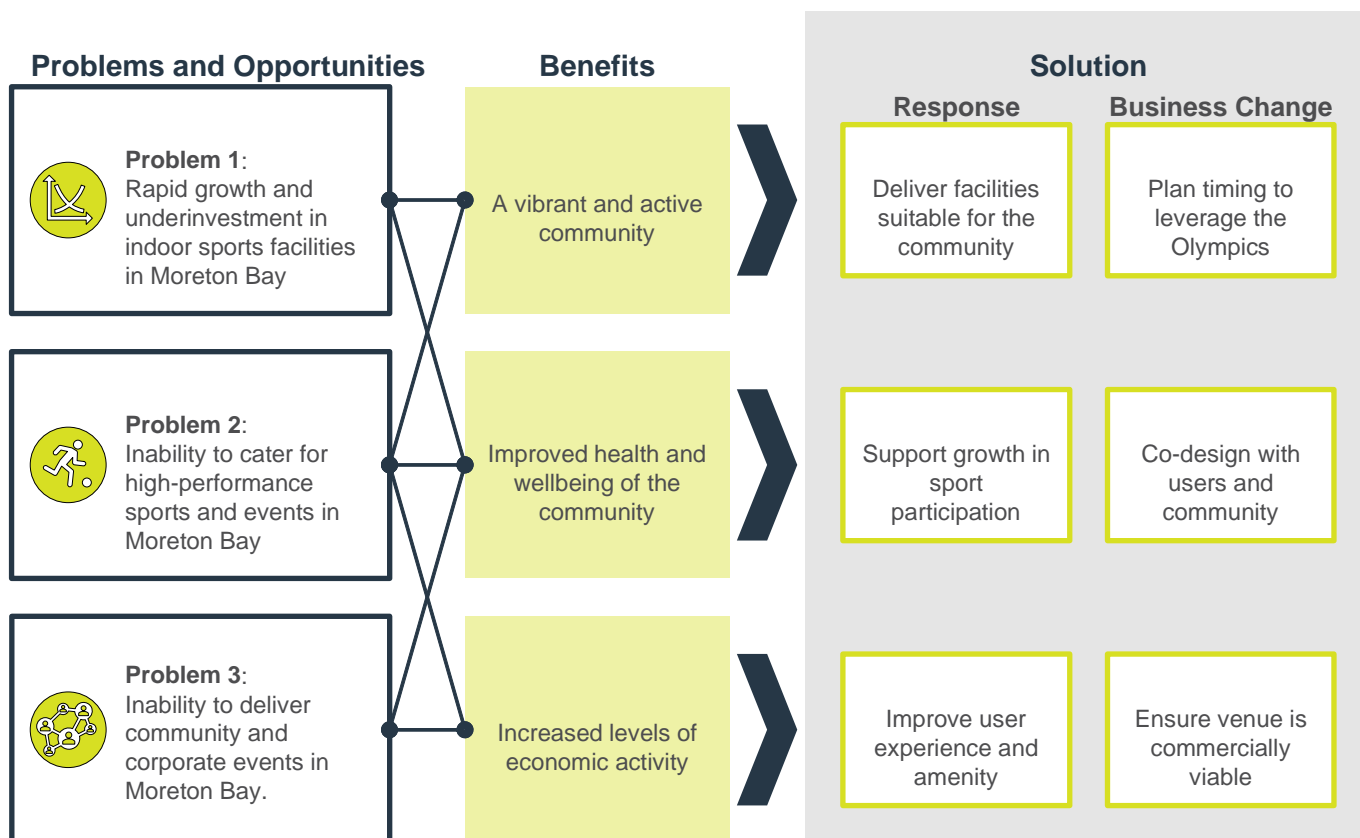 Problems and Opportunities
Benefits
Solution
Response
Business Change
Problem 1:
Rapid growth and
underinvestment in
indoor sports facilities
in Moreton Bay
A vibrant and active
community
Deliver facilities
suitable for the
community
Plan timing to
leverage the
Olympics
Problem 2:
Inability to cater for
high-performance
sports and events in
Moreton Bay
Improved health and
wellbeing of the
community
Support growth in
sport
participation
Co-design with
users and
community
Problem 3:
Inability to deliver
community and
corporate events in
Moreton Bay.
Increased levels of
economic activity
Improve user
experience and
amenity
Ensure venue is
commercially
viable